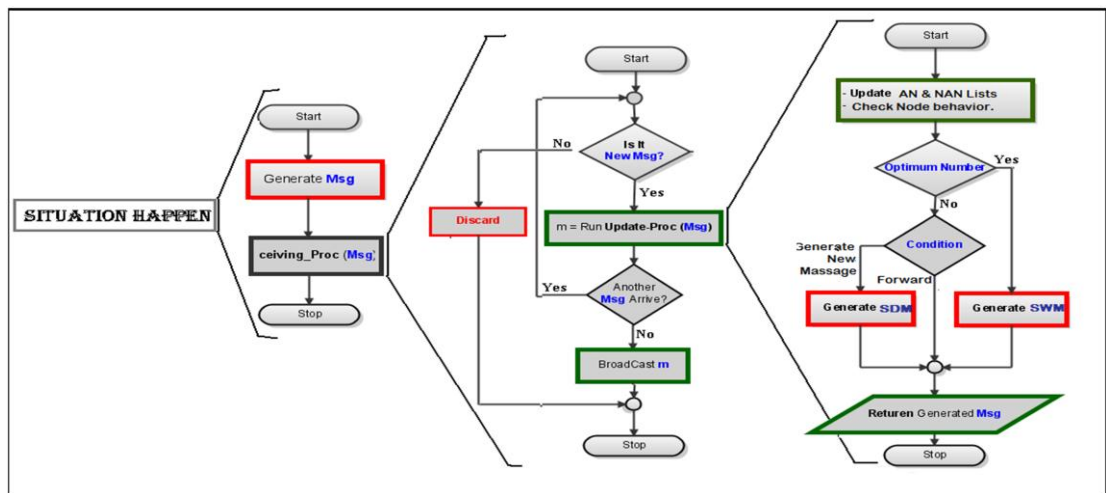 SITUATION HAPPEN
Start
Generate Msg
ceiving_Proc (Msg)
Stop
Start
Is It
New Msg?
No
Yes
Discard
m = Run Update-Proc (Msg)
Another
Msg Arrive?
Yes
No
BroadCast m
Stop
Start
- Update AN & NAN Lists
- Check Node behavior.
Optimum Number
Yes
No
Condition
Generate
New
Massage
Forward
Generate SDM
Generate SWM
Returen Generated Msg
Stop